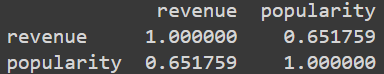 revenue popularity
revenue 1.000000 0.651759
popularity 0.651759 1.000000